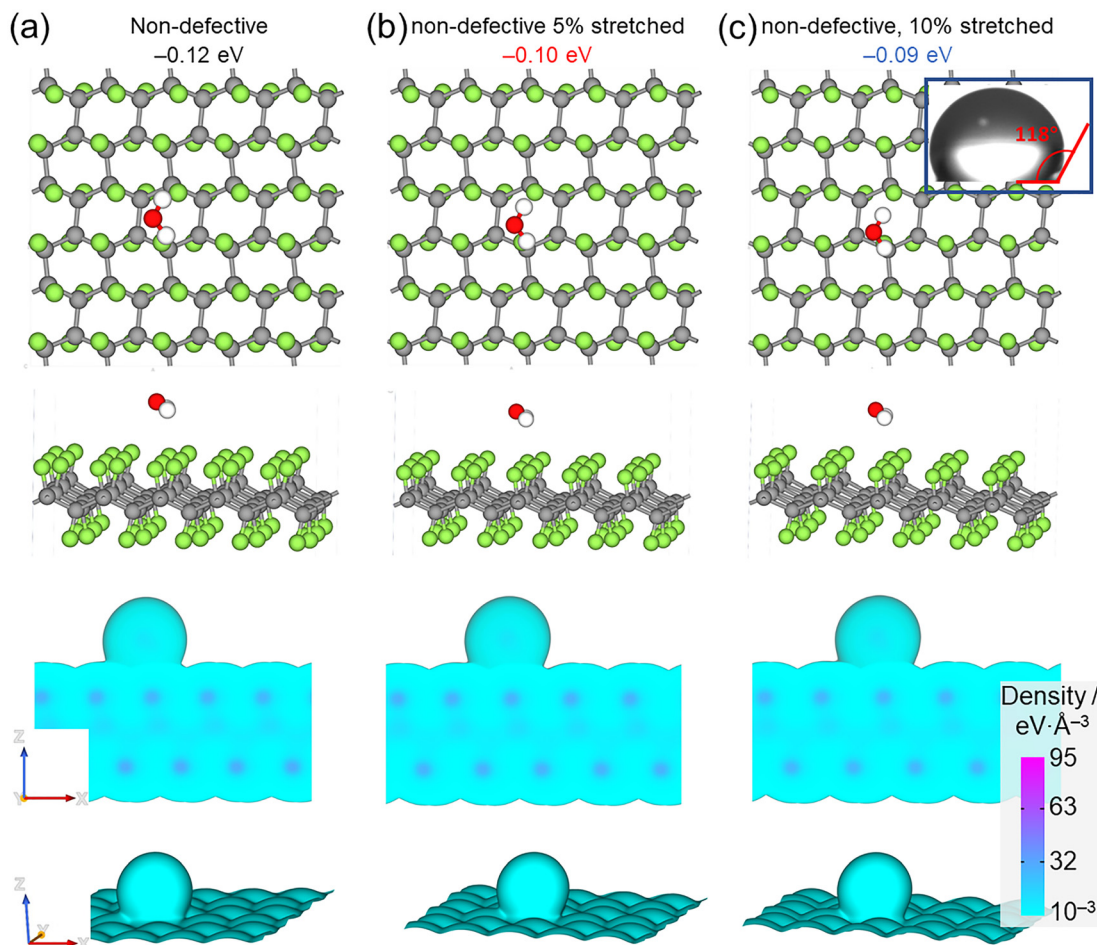 (a) Non-defective
–0.12 eV
(b) non-defective 5% stretched
–0.10 eV
(c) non-defective, 10% stretched
–0.09 eV
118°
Density /
eV·Å⁻³
95
63
32
10⁻³
Z
Y X
Z
Y
X